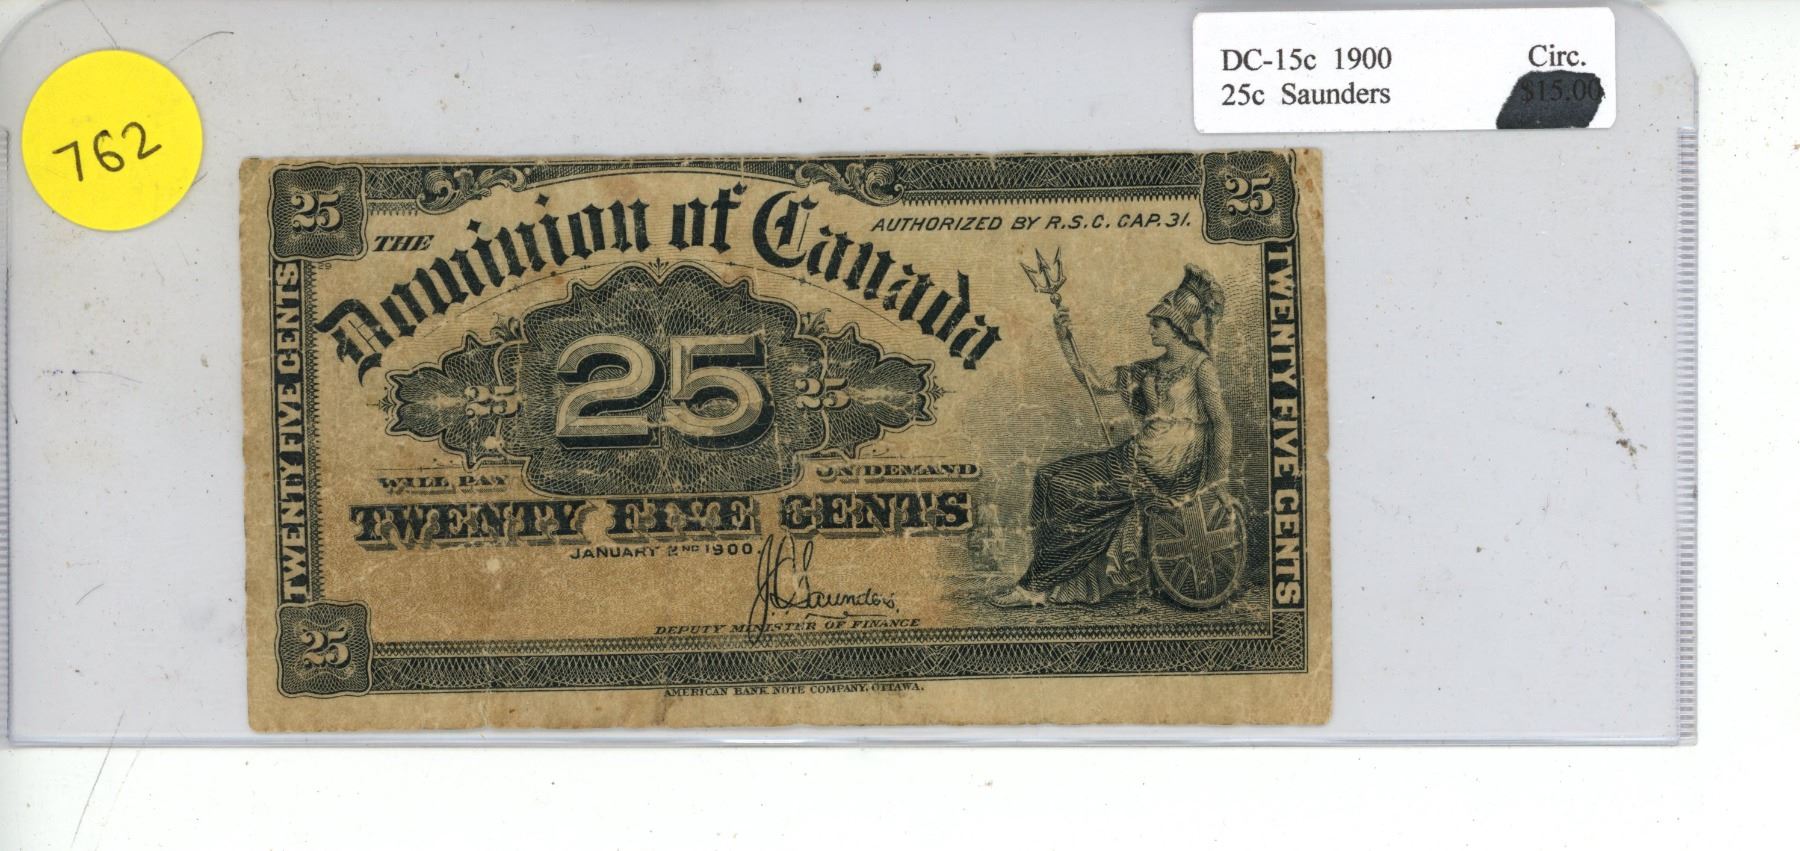 762
DC-15c 1900 Circ.
25c Saunders $15.00
25 25
THE Dominion of Canada
AUTHORIZED BY R.S.C. CAP. 31.
29
TWENTY FIVE CENTS
25 25 25
TWENTY FIVE CENTS
WILL PAY ON DEMAND
TWENTY FIVE CENTS
JANUARY 2ND 1900.
J.C. Saunders.
DEPUTY MINISTER OF FINANCE
25
AMERICAN BANK NOTE COMPANY, OTTAWA.